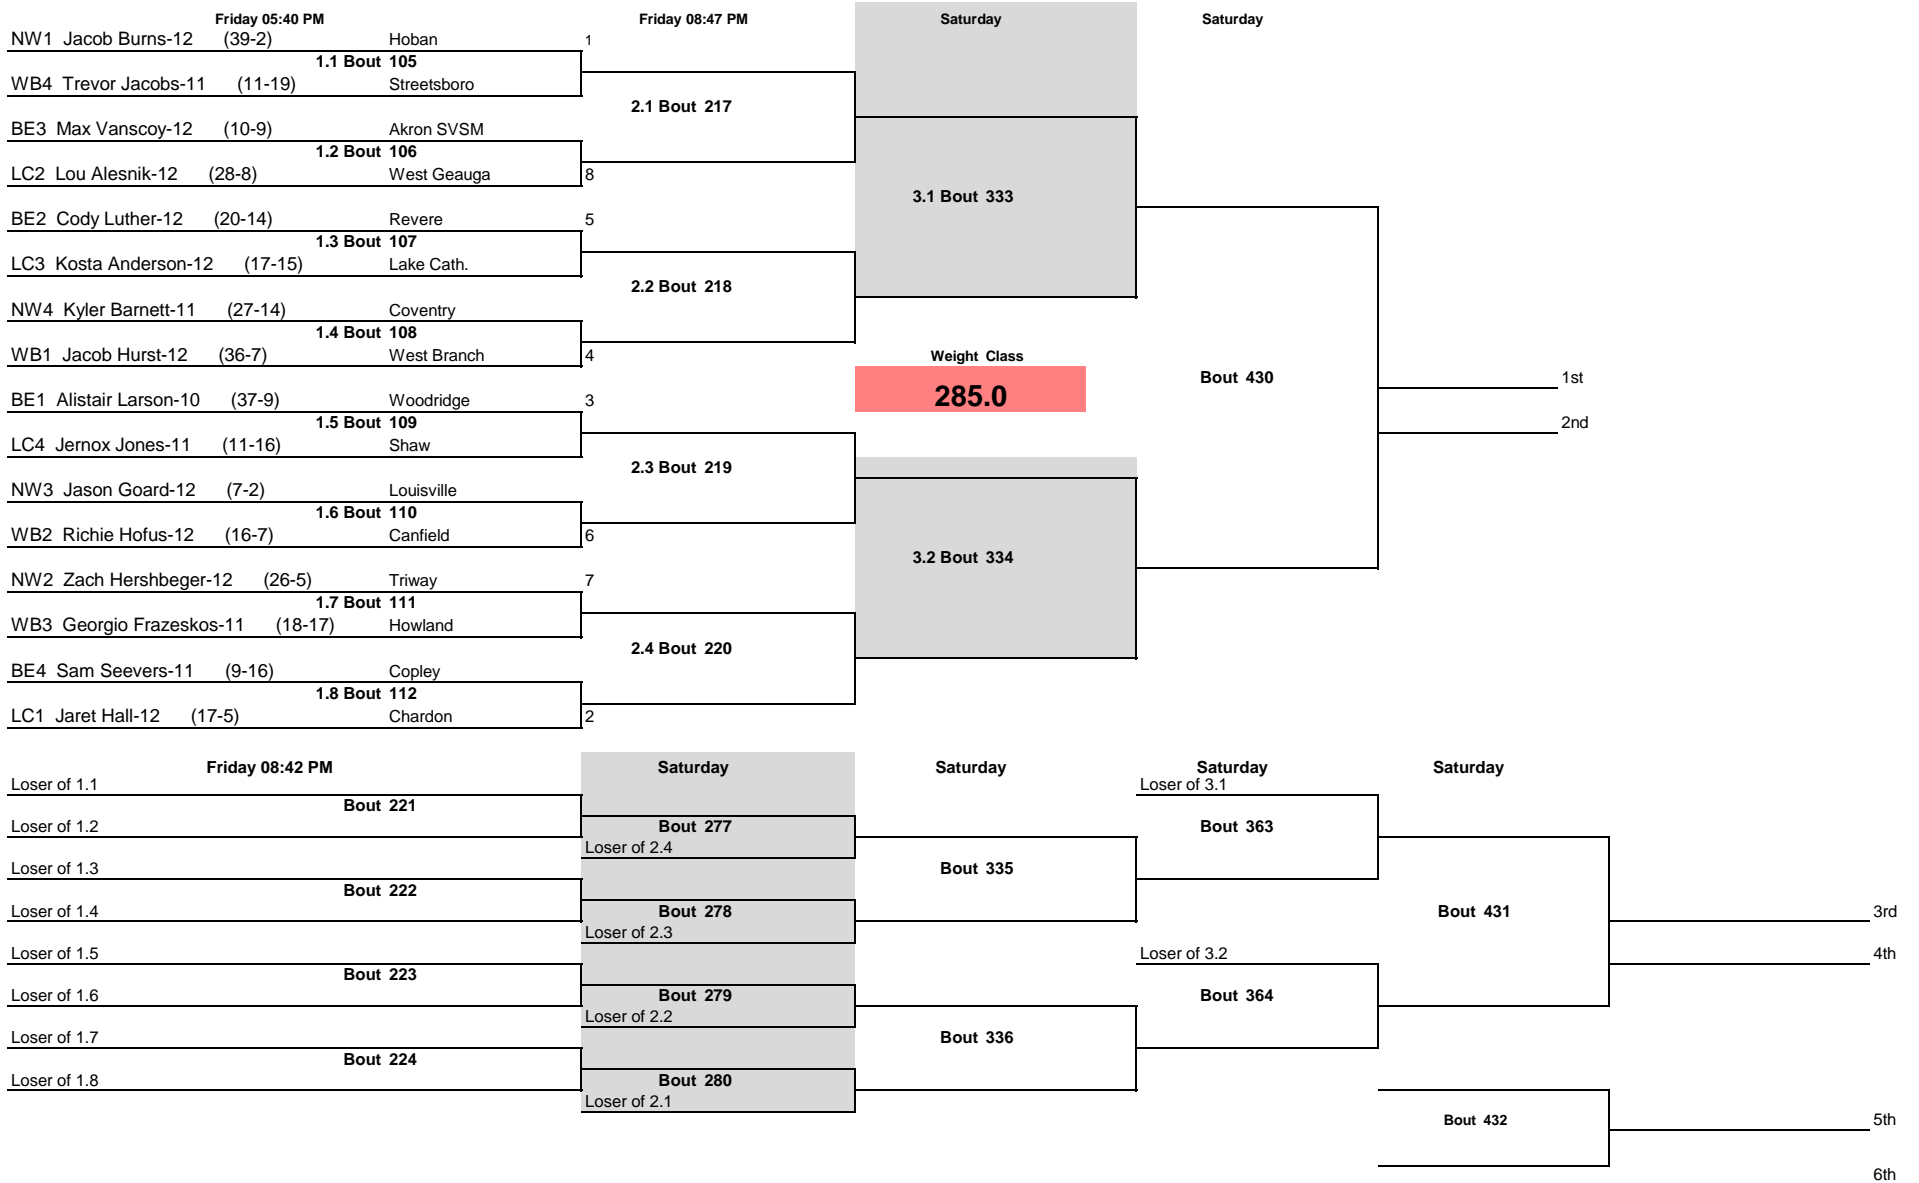 Friday 05:40 PM Friday 08:47 PM Saturday Saturday
NW1 Jacob Burns-12 (39-2) Hoban 1
1.1 Bout 105
WB4 Trevor Jacobs-11 (11-19) Streetsboro
2.1 Bout 217
BE3 Max Vanscoy-12 (10-9) Akron SVSM
1.2 Bout 106
LC2 Lou Alesnik-12 (28-8) West Geauga 8
3.1 Bout 333
BE2 Cody Luther-12 (20-14) Revere 5
1.3 Bout 107
LC3 Kosta Anderson-12 (17-15) Lake Cath.
2.2 Bout 218
NW4 Kyler Barnett-11 (27-14) Coventry
1.4 Bout 108
WB1 Jacob Hurst-12 (36-7) West Branch 4 Weight Class
Bout 430 1st
285.0
BE1 Alistair Larson-10 (37-9) Woodridge 3
1.5 Bout 109 2nd
LC4 Jernox Jones-11 (11-16) Shaw
2.3 Bout 219
NW3 Jason Goard-12 (7-2) Louisville
1.6 Bout 110
WB2 Richie Hofus-12 (16-7) Canfield 6
3.2 Bout 334
NW2 Zach Hershbeger-12 (26-5) Triway 7
1.7 Bout 111
WB3 Georgio Frazeskos-11 (18-17) Howland
2.4 Bout 220
BE4 Sam Seevers-11 (9-16) Copley
1.8 Bout 112
LC1 Jaret Hall-12 (17-5) Chardon 2
Friday 08:42 PM Saturday Saturday Saturday Saturday
Loser of 1.1 Loser of 3.1
Bout 221
Loser of 1.2 Bout 277 Bout 363
Loser of 2.4
Loser of 1.3 Bout 335
Bout 222
Loser of 1.4 Bout 278 Bout 431 3rd
Loser of 2.3
Loser of 1.5 Loser of 3.2 4th
Bout 223
Loser of 1.6 Bout 279 Bout 364
Loser of 2.2
Loser of 1.7 Bout 336
Bout 224
Loser of 1.8 Bout 280
Loser of 2.1
Bout 432 5th
6th